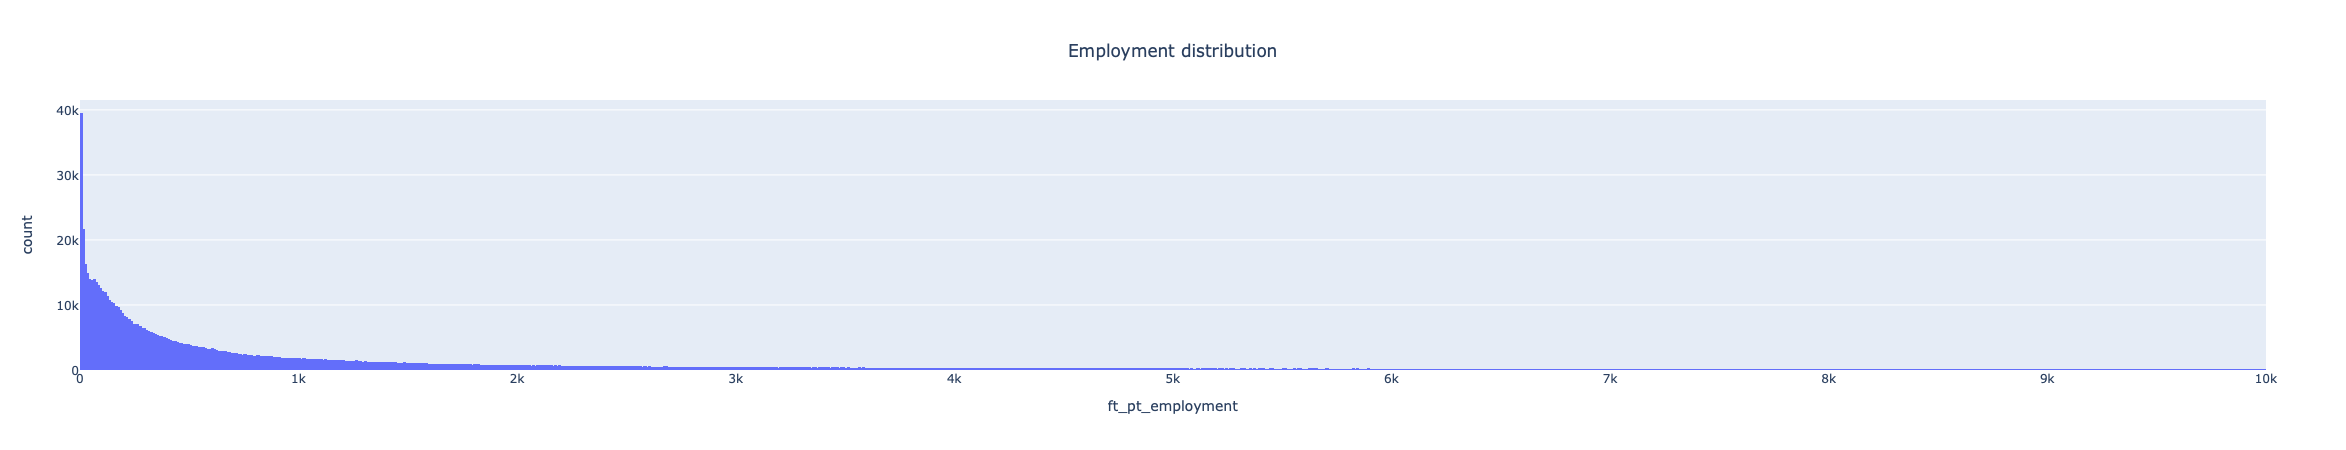 Employment distribution
40k
30k
20k
10k
0
count
0 1k 2k 3k 4k 5k 6k 7k 8k 9k 10k
ft_pt_employment